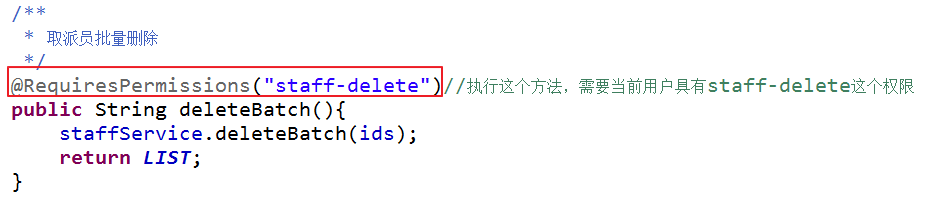 /**
 * 取派员批量删除
 */
@RequiresPermissions("staff-delete")//执行这个方法，需要当前用户具有staff-delete这个权限
public String deleteBatch(){
    staffService.deleteBatch(ids);
    return LIST;
}